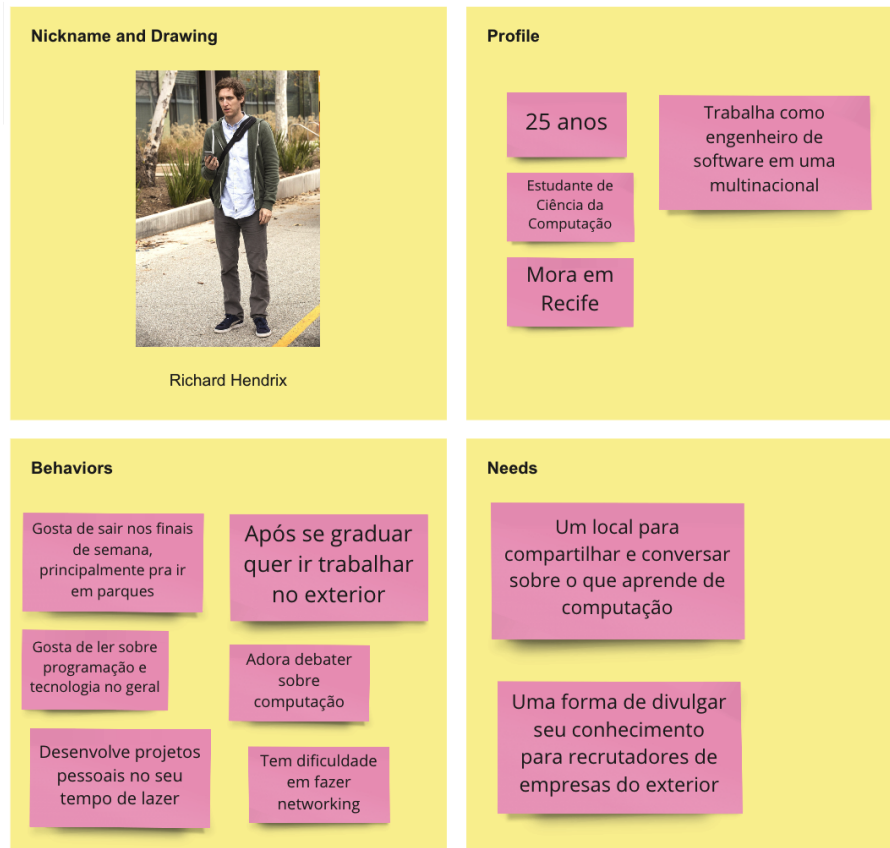 Nickname and Drawing
Richard Hendrix
Profile
25 anos
Estudante de
Ciência da
Computação
Mora em
Recife
Trabalha como
engenheiro de
software em uma
multinacional
Behaviors
Gosta de sair nos finais
de semana,
principalmente pra ir
em parques
Gosta de ler sobre
programação e
tecnologia no geral
Desenvolve projetos
pessoais no seu
tempo de lazer
Após se graduar
quer ir trabalhar
no exterior
Adora debater
sobre
computação
Tem dificuldade
em fazer
networking
Needs
Um local para
compartilhar e conversar
sobre o que aprende de
computação
Uma forma de divulgar
seu conhecimento
para recrutadores de
empresas do exterior